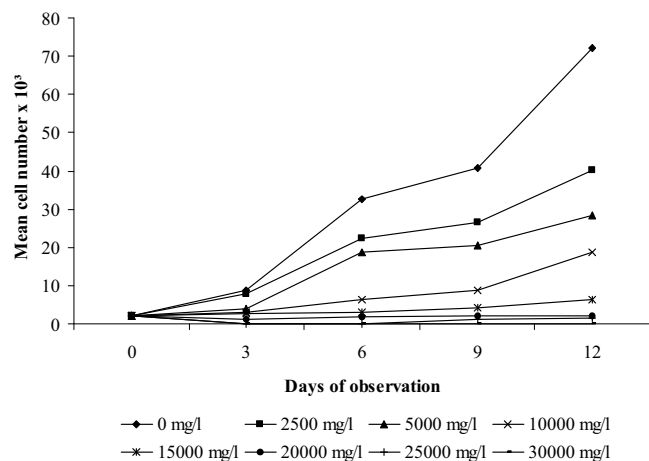 80
70
60
50
40
30
20
10
0
Mean cell number x 10³
0 3 6 9 12
Days of observation
0 mg/l 2500 mg/l 5000 mg/l 10000 mg/l
15000 mg/l 20000 mg/l 25000 mg/l 30000 mg/l